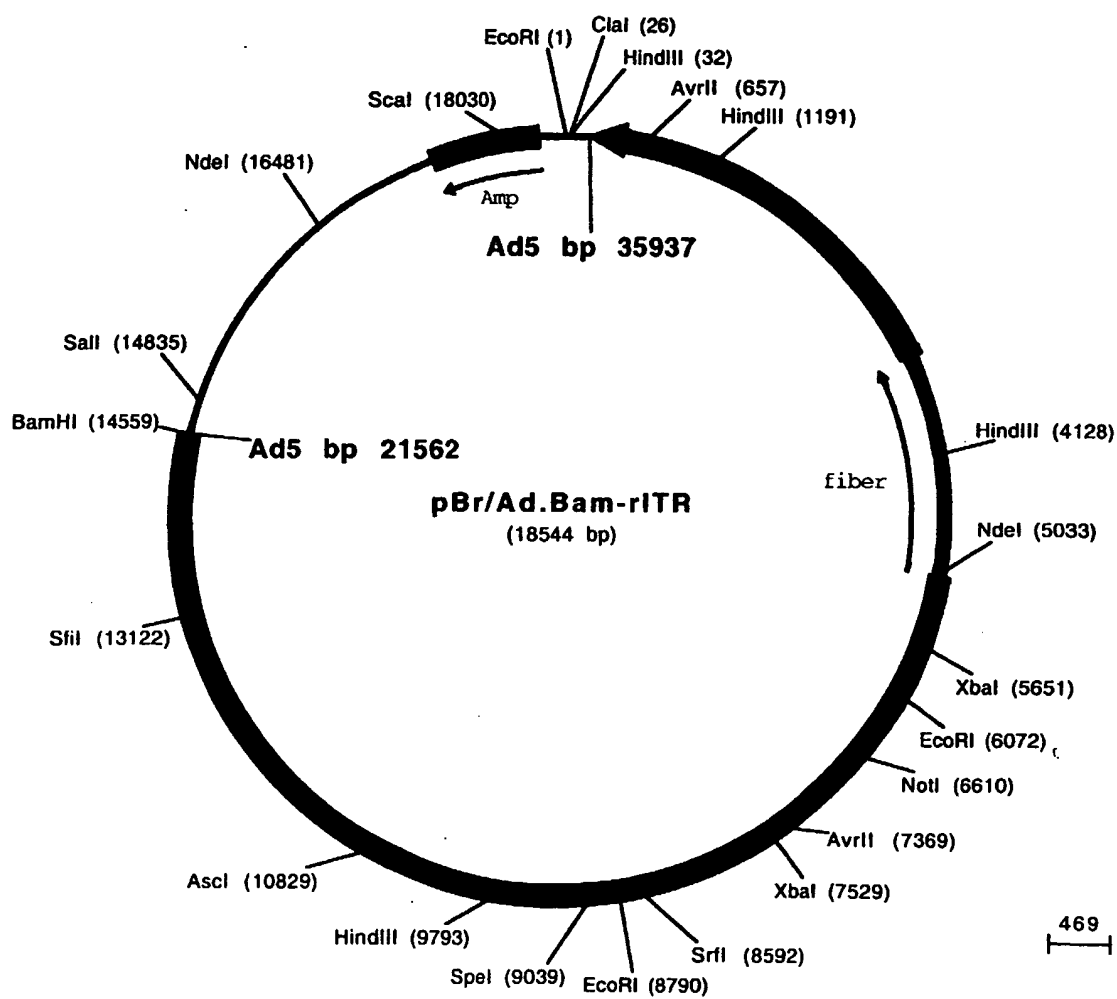 EcoRI (1)
ClaI (26)
HindIII (32)
AvrII (657)
HindIII (1191)
ScaI (18030)
NdeI (16481)
Amp
Ad5 bp 35937
SalI (14835)
BamHI (14559)
Ad5 bp 21562
HindIII (4128)
fiber
pBr/Ad.Bam-rITR
(18544 bp)
NdeI (5033)
SfiI (13122)
XbaI (5651)
EcoRI (6072)
NotI (6610)
AvrII (7369)
AscI (10829)
XbaI (7529)
HindIII (9793)
SrfI (8592)
SpeI (9039)
EcoRI (8790)
469